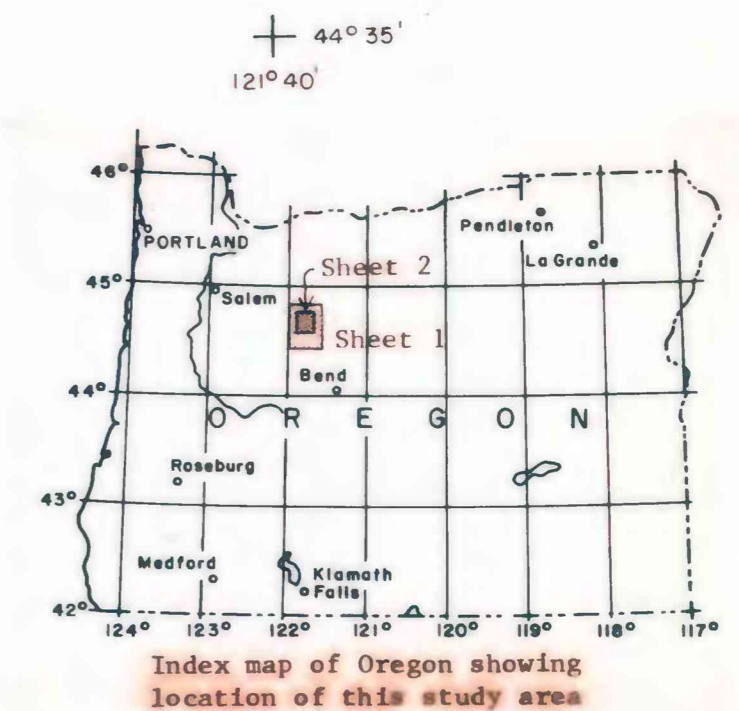 44° 35'
121° 40'
46°
PORTLAND
Pendleton
La Grande
45°
Salem
Sheet 2
Sheet 1
Bend
44°
OREGON
Roseburg
43°
Medford
Klamath
Falls
42°
124° 123° 122° 121° 120° 119° 118° 117°
Index map of Oregon showing
location of this study area